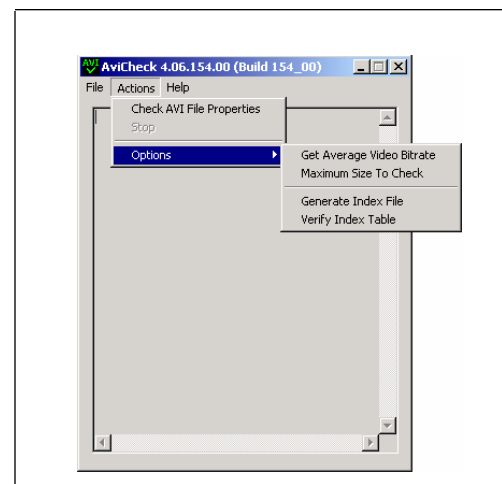 AVI AviCheck 4.06.154.00 (Build 154_00)
File Actions Help
Check AVI File Properties
Stop
Options
Get Average Video Bitrate
Maximum Size To Check
Generate Index File
Verify Index Table